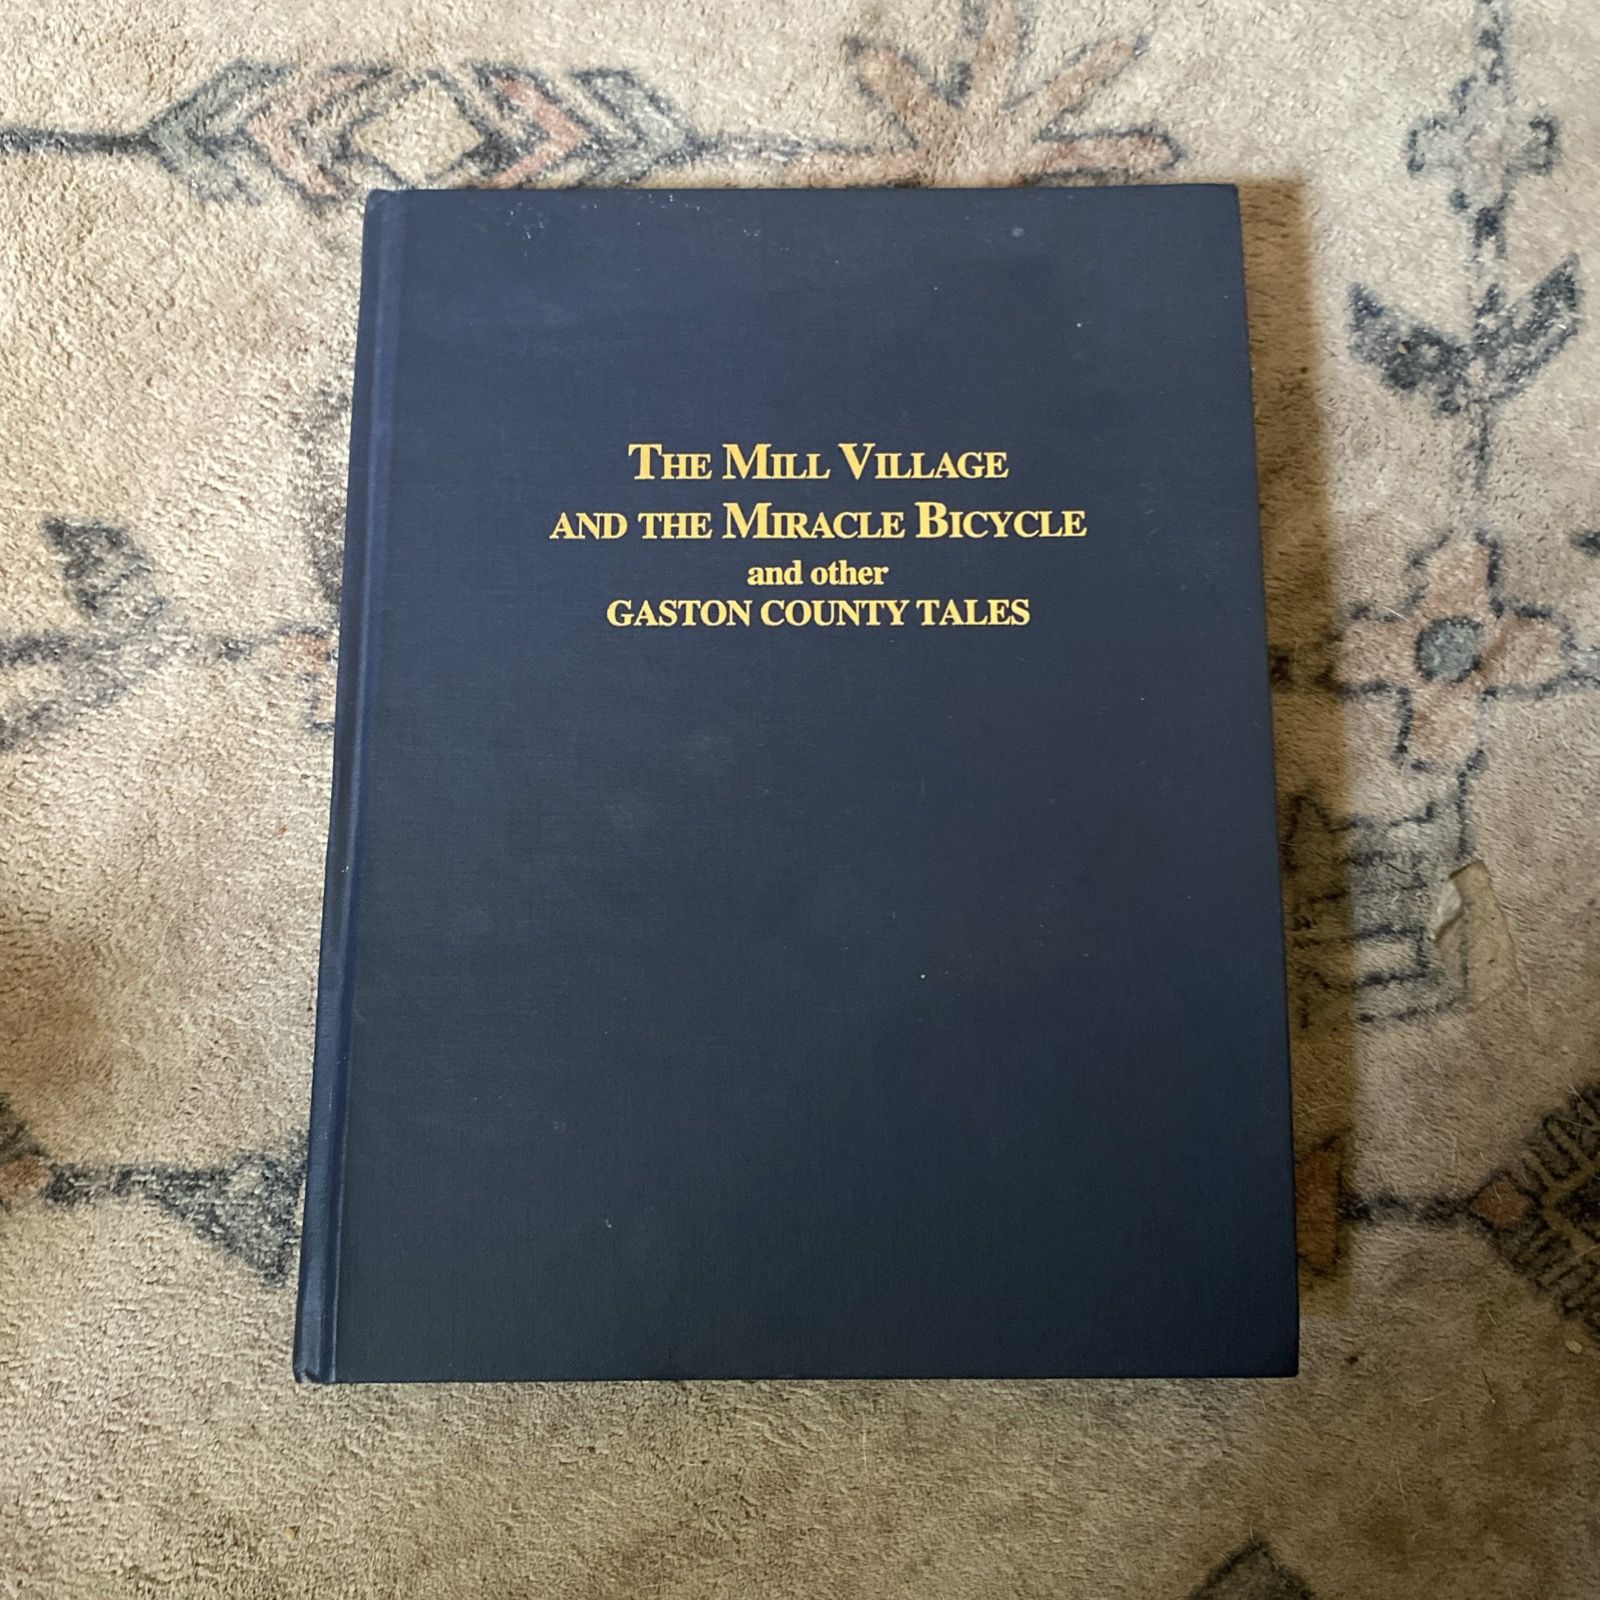 THE MILL VILLAGE
AND THE MIRACLE BICYCLE
and other
GASTON COUNTY TALES